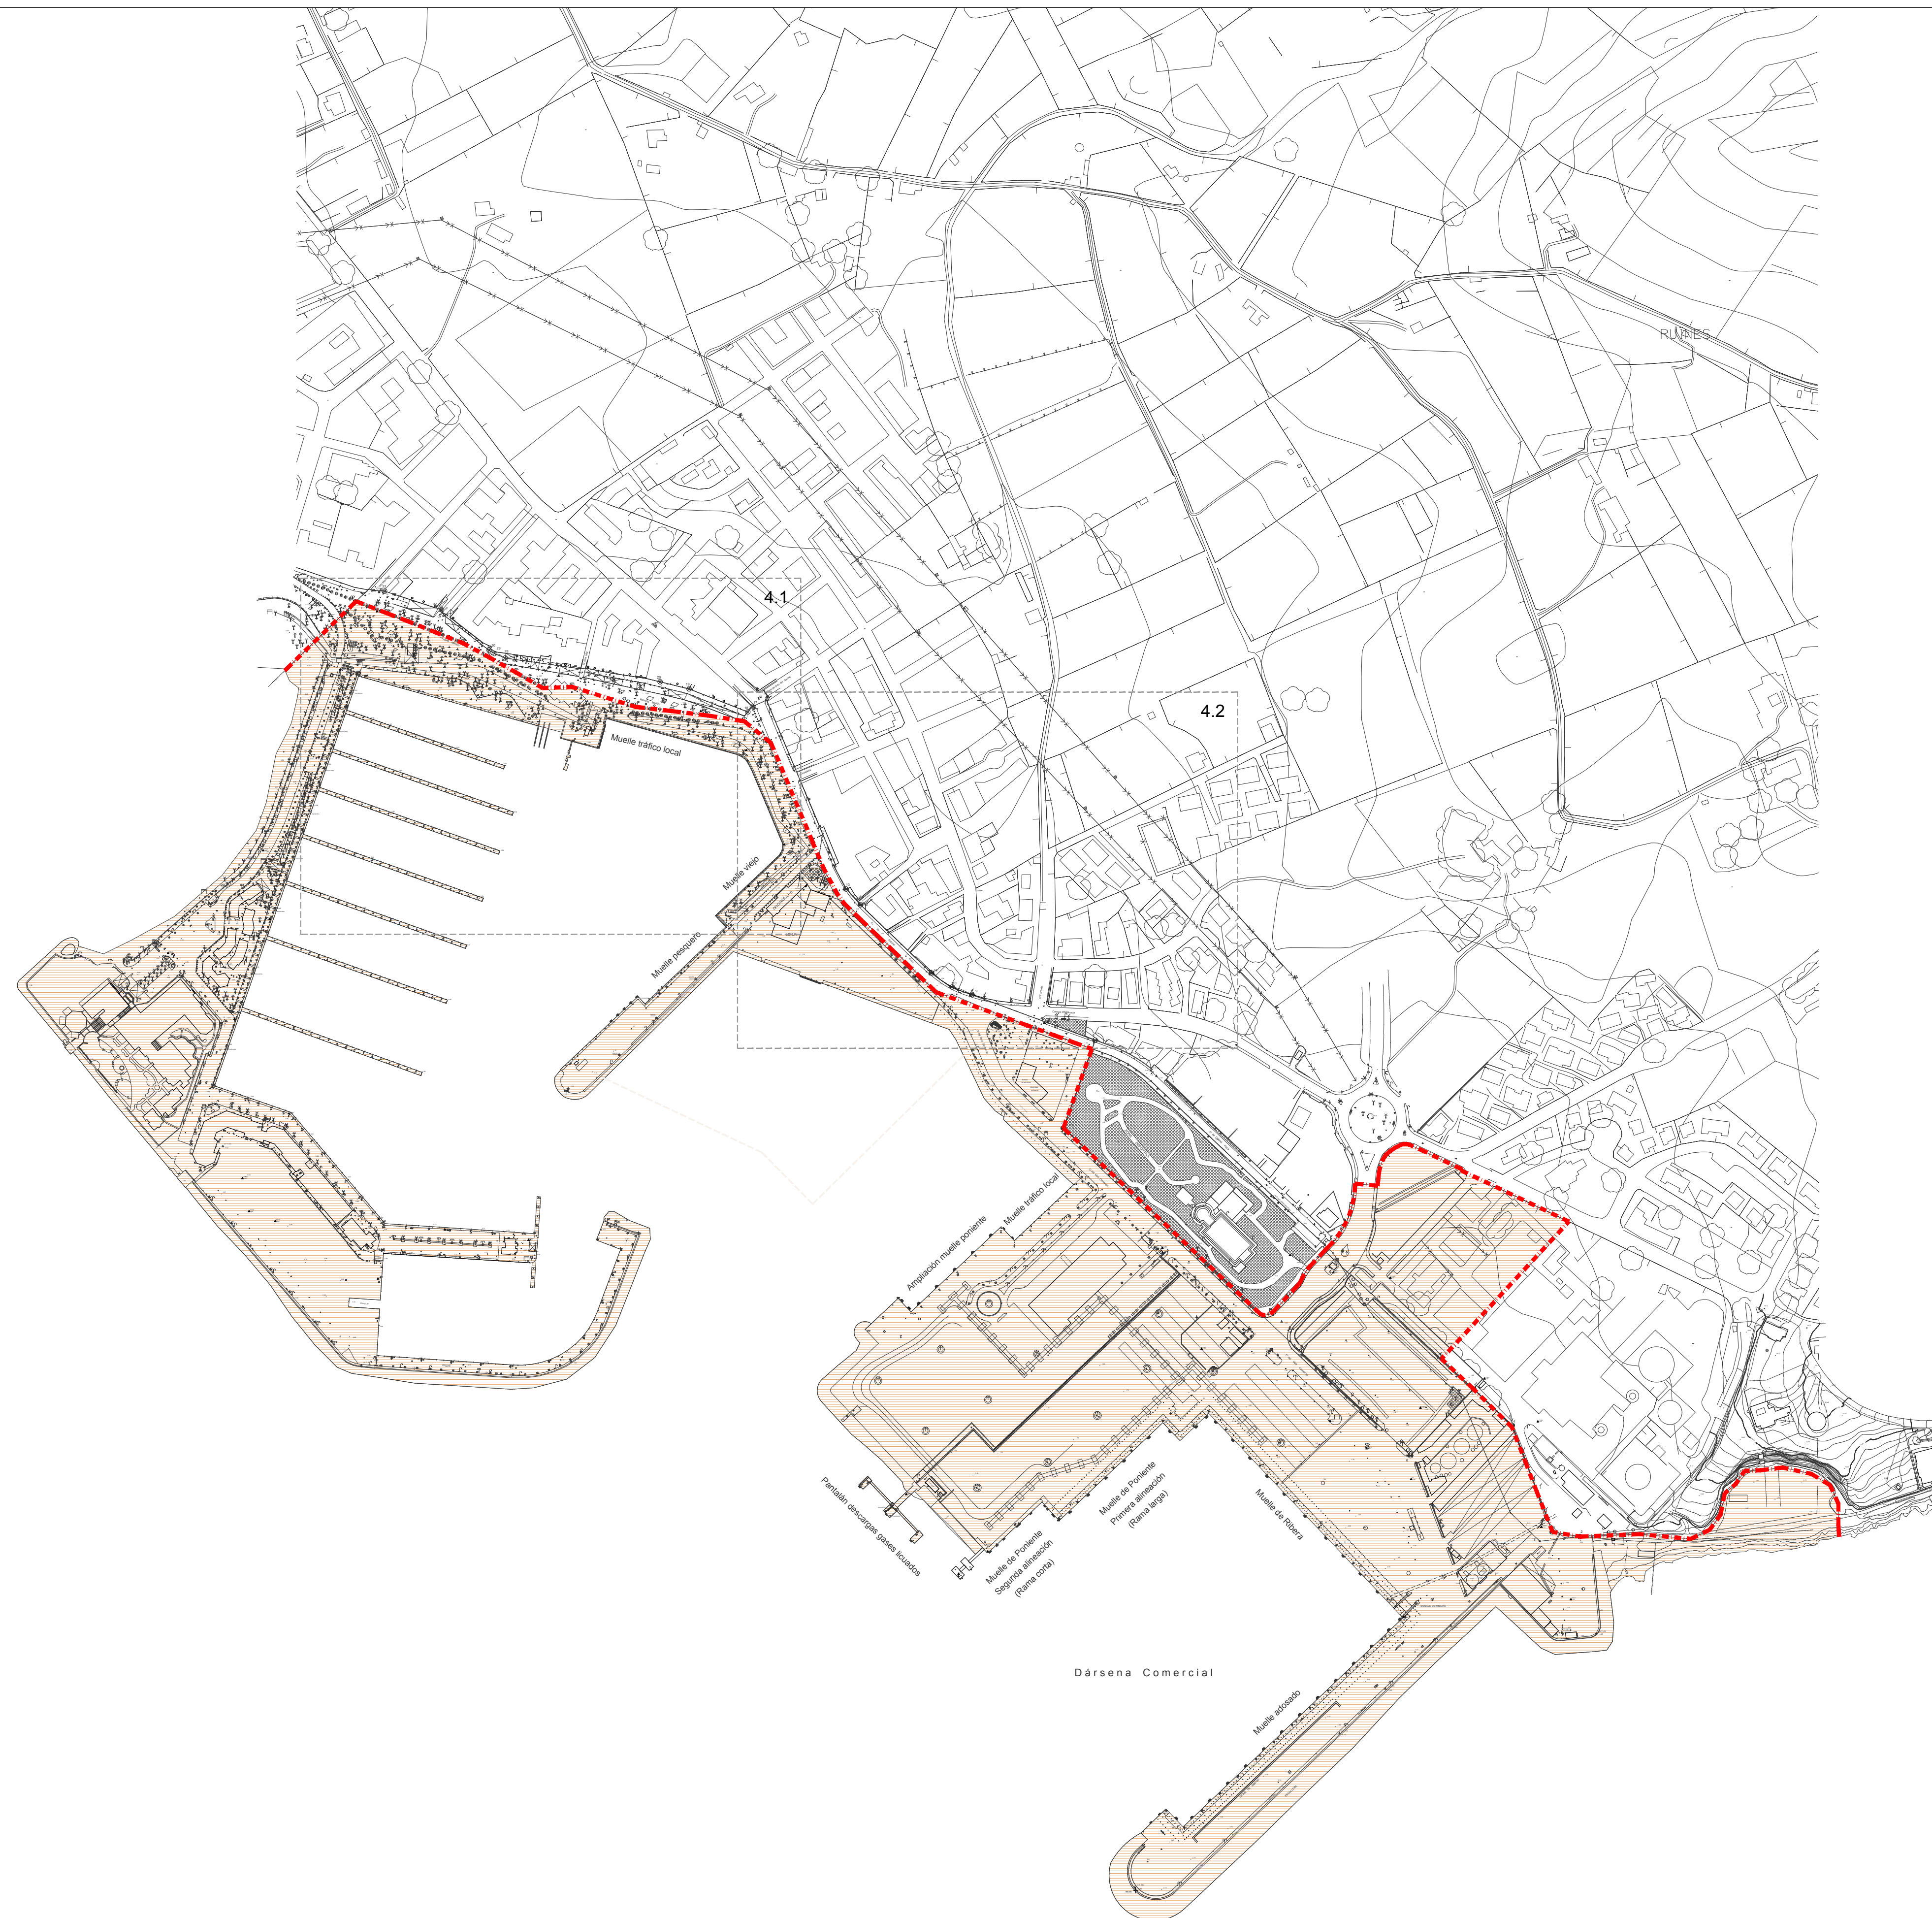 RUÏNES
4.1
4.2
Muelle tráfico local
Muelle viejo
Muelle pesquero
Muelle tráfico local
Ampliación muelle poniente
Pantalán descargas gases licuados
Muelle de Poniente
Primera alineación
(Rama larga)
Muelle de Poniente
Segunda alineación
(Rama corta)
Muelle de Ribera
Dársena Comercial
Muelle adosado